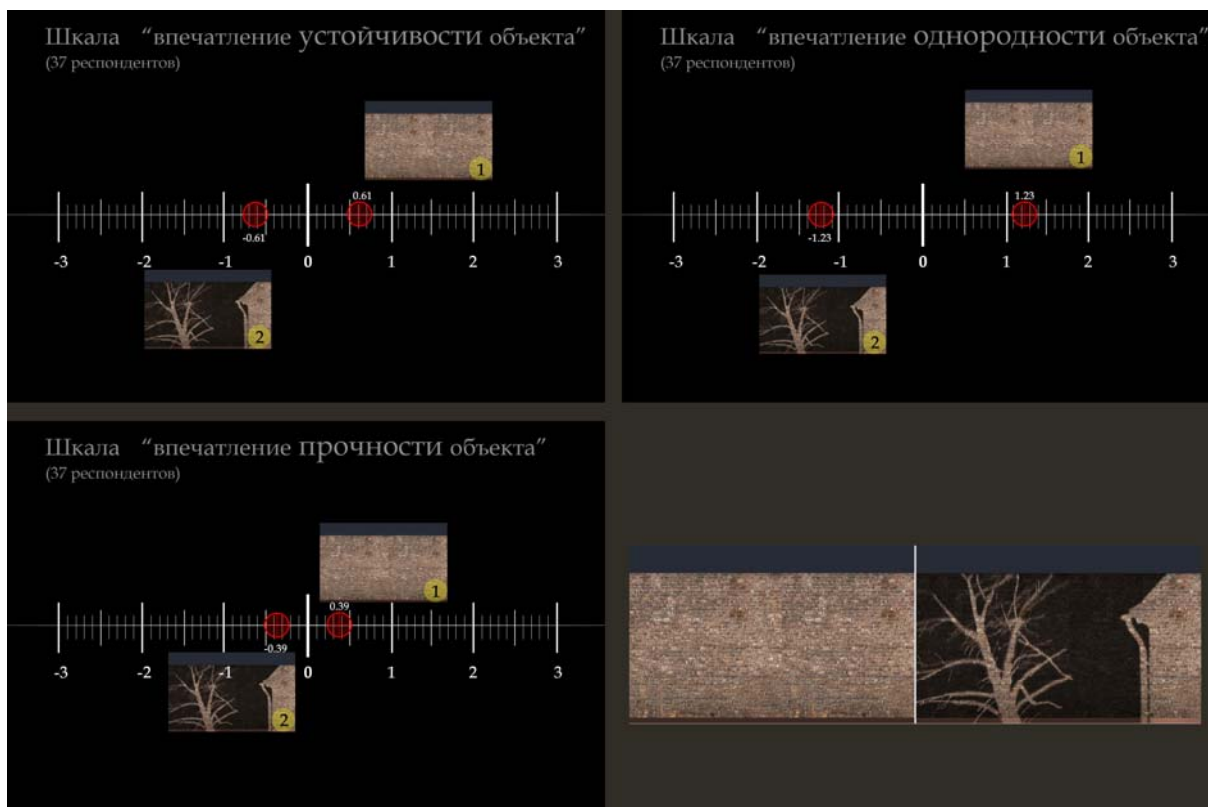 Шкала “впечатление устойчивости объекта”
(37 респондентов)
1
0.61
-0.61
-3 -2 -1 0 1 2 3
2
Шкала “впечатление однородности объекта”
(37 респондентов)
1
1.23
-1.23
-3 -2 -1 0 1 2 3
2
Шкала “впечатление прочности объекта”
(37 респондентов)
1
0.39
-0.39
-3 -2 -1 0 1 2 3
2